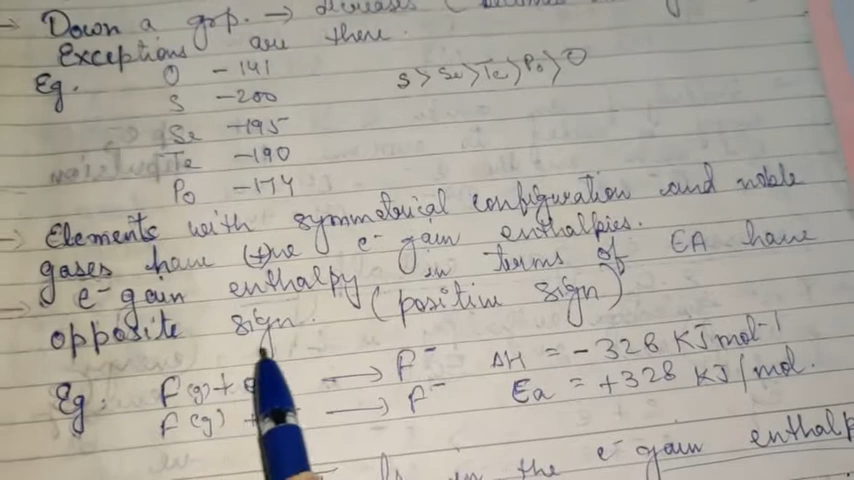 → Down a grp. → decreases (becomes
Exceptions are there.
Eg. O -141 S > Se > Te > Po > O
S -200
Se -195
Te -190
Po -174
→ Elements with symmetrical configuration and noble
gases have (+)ve e⁻ gain enthalpies.
→ e⁻ gain enthalpy in terms of EA have
opposite sign. (positive sign)
Eg. F(g) + e → F⁻ ΔH = -328 KJ mol⁻¹
F(g) + → F⁻ Ea = +328 KJ/mol.
in the e⁻ gain enthalp